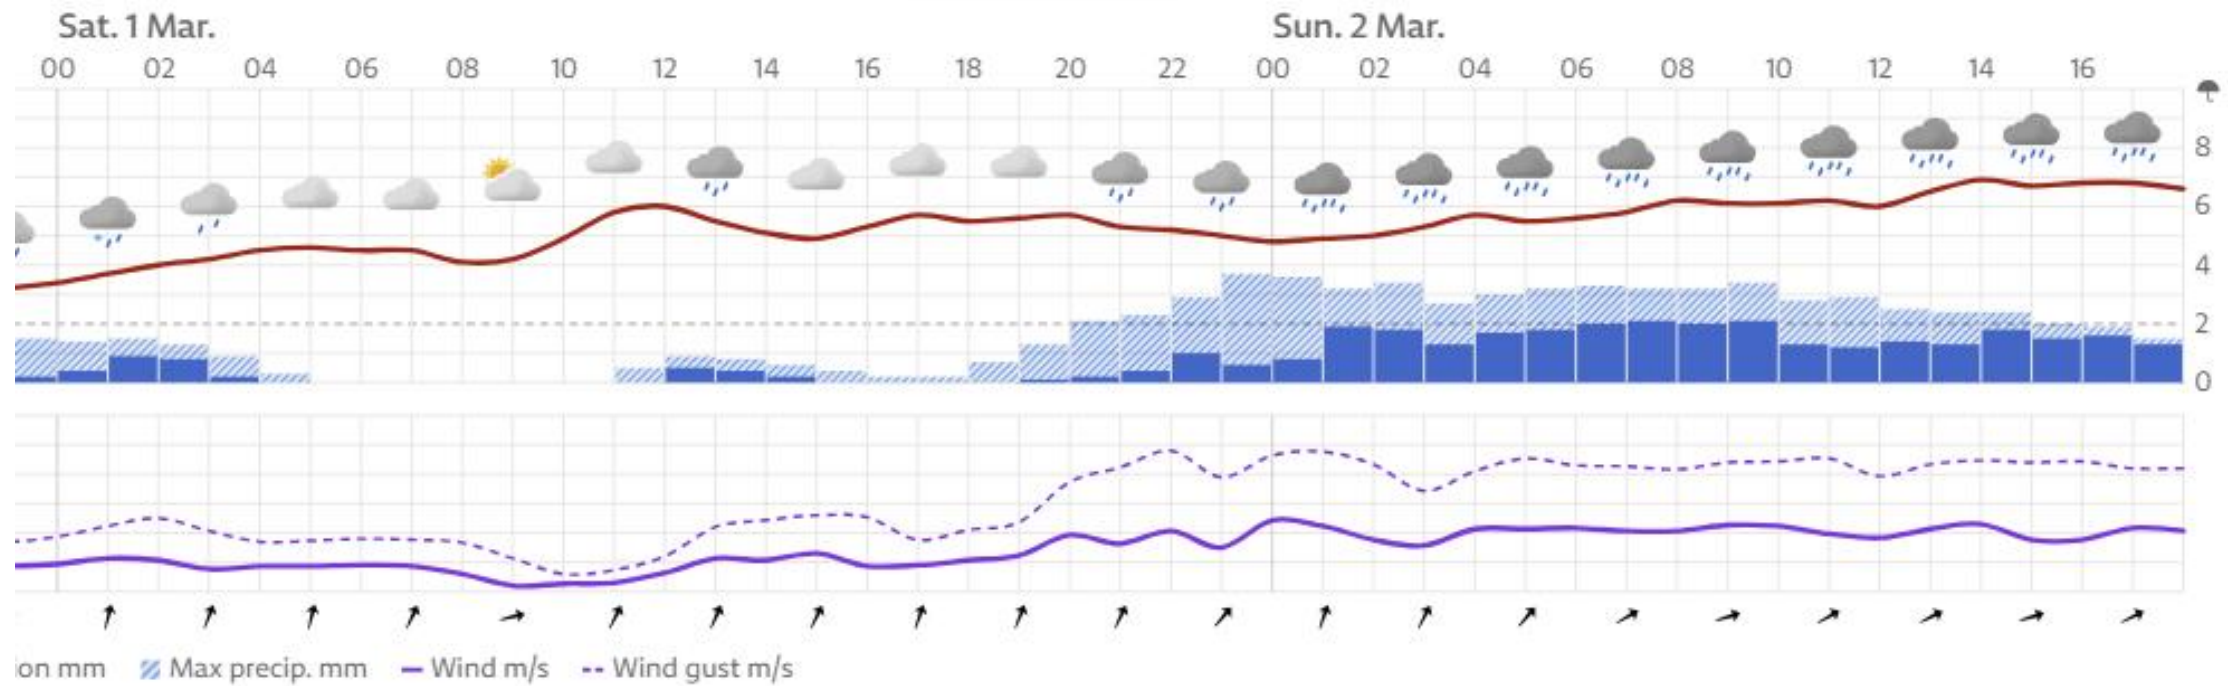 Sat. 1 Mar. Sun. 2 Mar.
00 02 04 06 08 10 12 14 16 18 20 22 00 02 04 06 08 10 12 14 16
8
6
4
2
0
ion mm Max precip. mm Wind m/s Wind gust m/s